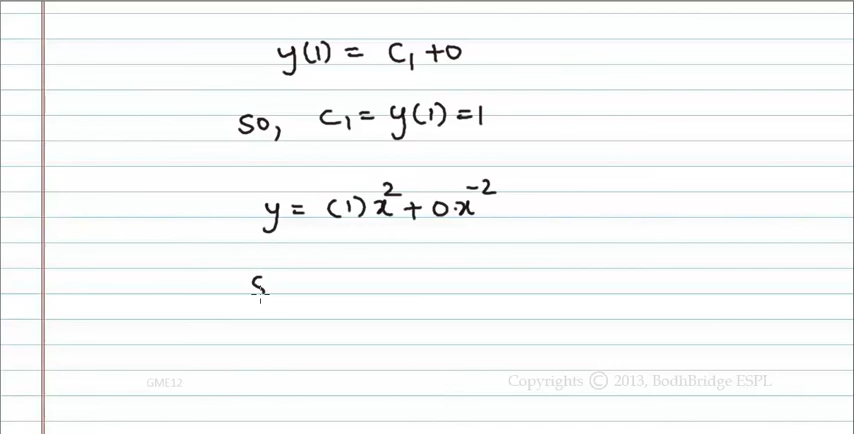 y(1) = C₁ + 0
so, C₁ = y(1) = 1
y = (1)x² + 0·x⁻²
S
GME12
Copyrights © 2013, BodhBridge ESPL